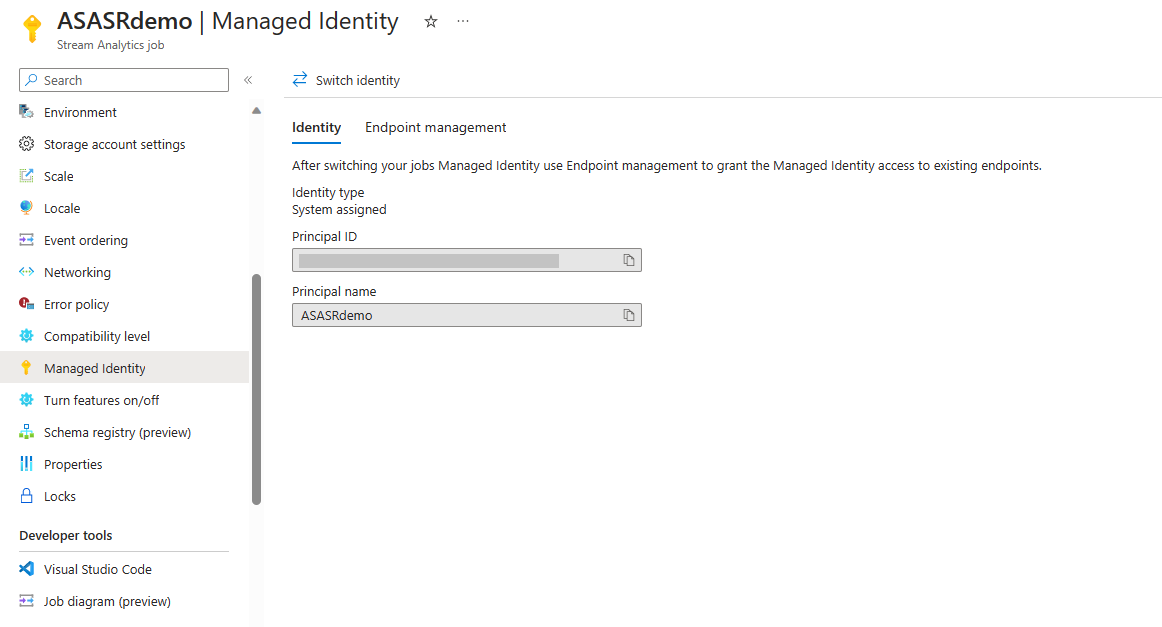 ASASRdemo | Managed Identity
Stream Analytics job
Search
Environment
Storage account settings
Scale
Locale
Event ordering
Networking
Error policy
Compatibility level
Managed Identity
Turn features on/off
Schema registry (preview)
Properties
Locks
Developer tools
Visual Studio Code
Job diagram (preview)
Switch identity
Identity
Endpoint management
After switching your jobs Managed Identity use Endpoint management to grant the Managed Identity access to existing endpoints.
Identity type
System assigned
Principal ID
Principal name
ASASRdemo